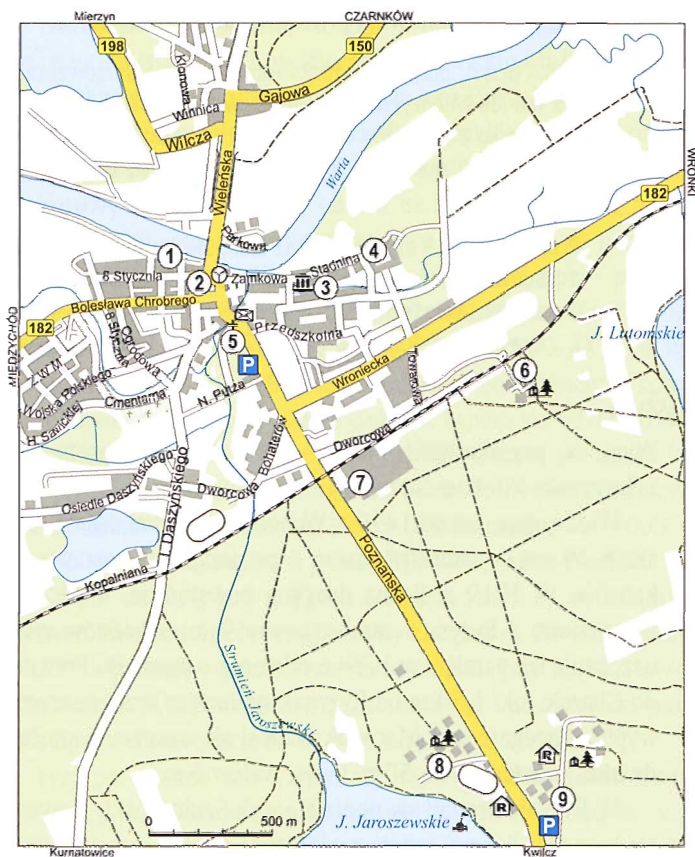 Mierzyn
CZARNKÓW
198
150
Klonowa
Gajowa
Winnica
Wilcza
Wieleńska
Warta
WRONKI
182
Parkowa
1
4
8 Stycznia
2
Zamkowa
Stadnina
3
Bolesława Chrobrego
182
MIĘDZYCHÓD
8 Stycznia
Ogrodowa
5
Przedszkolna
P
J. Lutomskie
Z W M
Wojska Polskiego
Cmentarna
N. Putza
Wroniecka
Towarowa
6
H. Sawickiej
Dworcowa
Bohaterów
Osiedle Daszyńskiego
Dworcowa
7
I. Daszyńskiego
Kopalniana
Poznańska
Strumień Jaroszewski
8
R
9
R
P
0
500 m
J. Jaroszewskie
Kurnatowice
Kwilcz